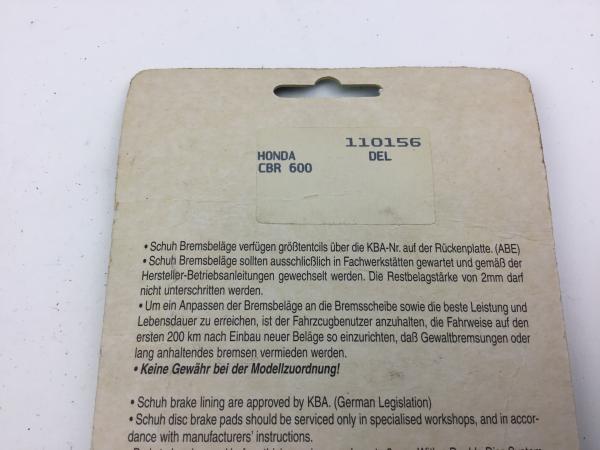 110156
HONDA DEL
CBR 600
• Schuh Bremsbeläge verfügen größtentcils über die KBA-Nr. auf der Rückenplatte. (ABE)
• Schuh Bremsbeläge sollten ausschlicßlich in Fachwerkstätten gewartet und gemäß der
Hersteller-Betriebsanleitungen gewechselt werden. Die Restbelagstärke von 2mm darf
nicht unterschritten werden.
• Um ein Anpassen der Bremsbeläge an die Bremsscheibe sowie die beste Leistung und
Lebensdauer zu erreichen, ist der Fahrzcugbenutzer anzuhalten, die Fahrweise auf den
ersten 200 km nach Einbau neuer Beläge so einzurichten, daß Gewaltbremsungen oder
lang anhaltendes bremsen vermieden werden.
• Keine Gewähr bei der Modellzuordnung!
• Schuh brake lining are approved by KBA. (German Legislation)
• Schuh disc brake pads should be serviced only in specialised workshops, and in accor-
dance with manufacturers' instructions.